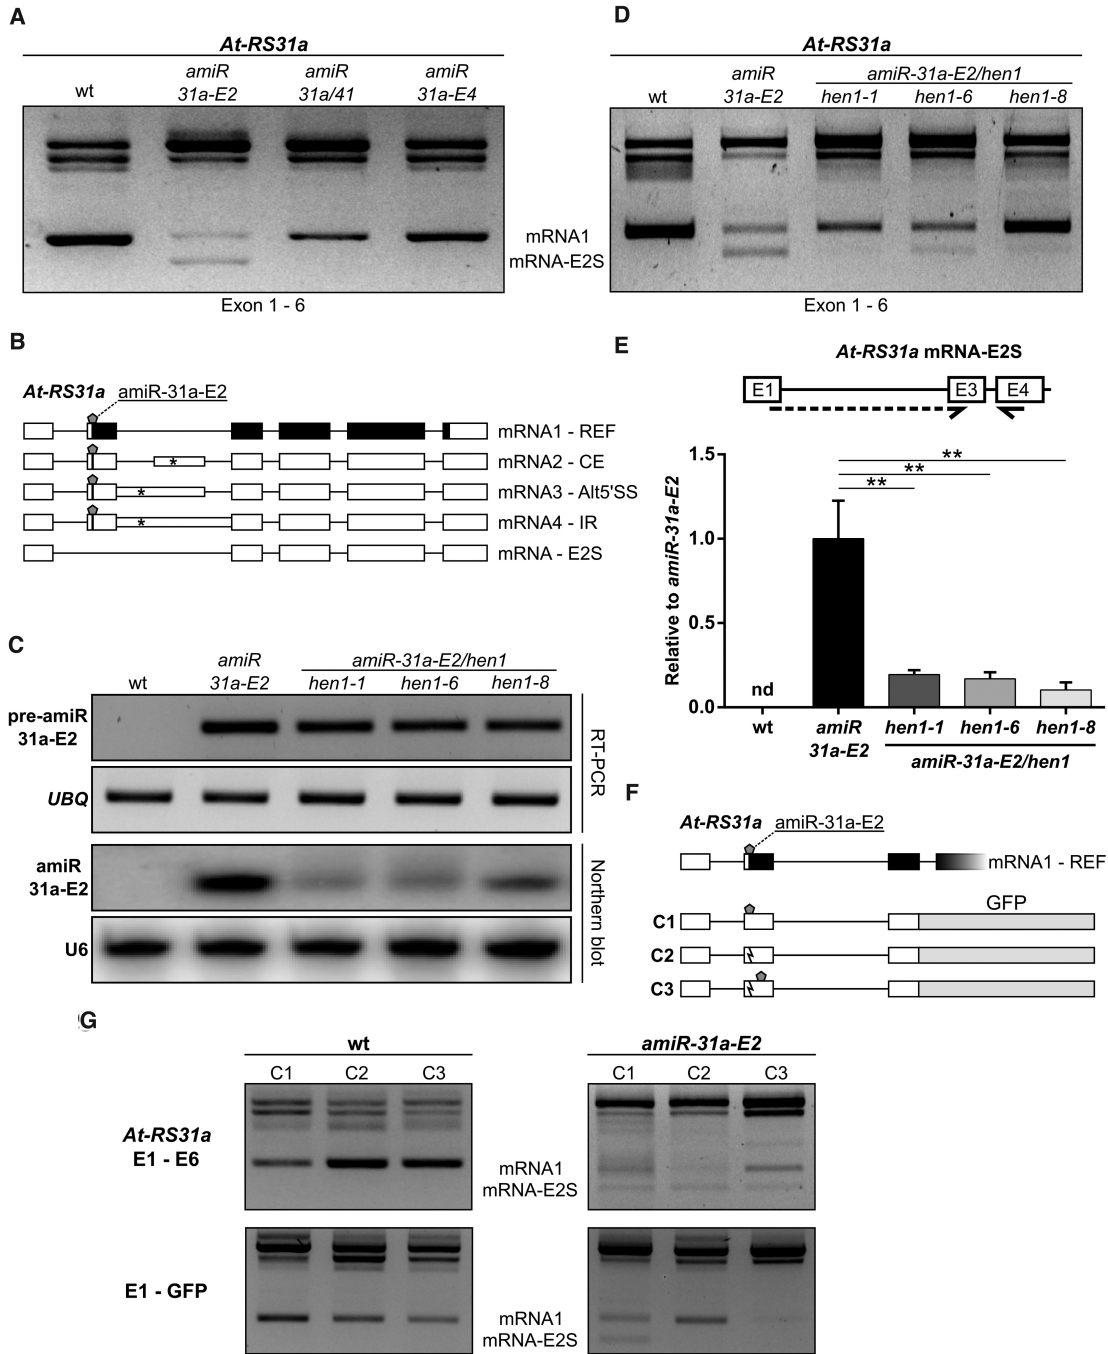 A
At-RS31a
wt
amiR
31a-E2
amiR
31a/41
amiR
31a-E4
mRNA1
mRNA-E2S
Exon 1 - 6
D
At-RS31a
amiR
31a-E2
amiR-31a-E2/hen1
wt
hen1-1
hen1-6
hen1-8
Exon 1 - 6
B
At-RS31a
amiR-31a-E2
mRNA1 - REF
*
mRNA2 - CE
*
mRNA3 - Alt5'SS
*
mRNA4 - IR
mRNA - E2S
E
At-RS31a mRNA-E2S
E1
E3
E4
Relative to amiR-31a-E2
1.5
1.0
0.5
0.0
**
**
**
nd
wt
amiR
31a-E2
hen1-1
hen1-6
hen1-8
amiR-31a-E2/hen1
C
wt
amiR
31a-E2
amiR-31a-E2/hen1
hen1-1
hen1-6
hen1-8
pre-amiR
31a-E2
UBQ
RT-PCR
amiR
31a-E2
U6
Northern blot
F
At-RS31a
amiR-31a-E2
mRNA1 - REF
GFP
C1
C2
C3
G
wt
C1 C2 C3
amiR-31a-E2
C1 C2 C3
At-RS31a
E1 - E6
mRNA1
mRNA-E2S
E1 - GFP
mRNA1
mRNA-E2S